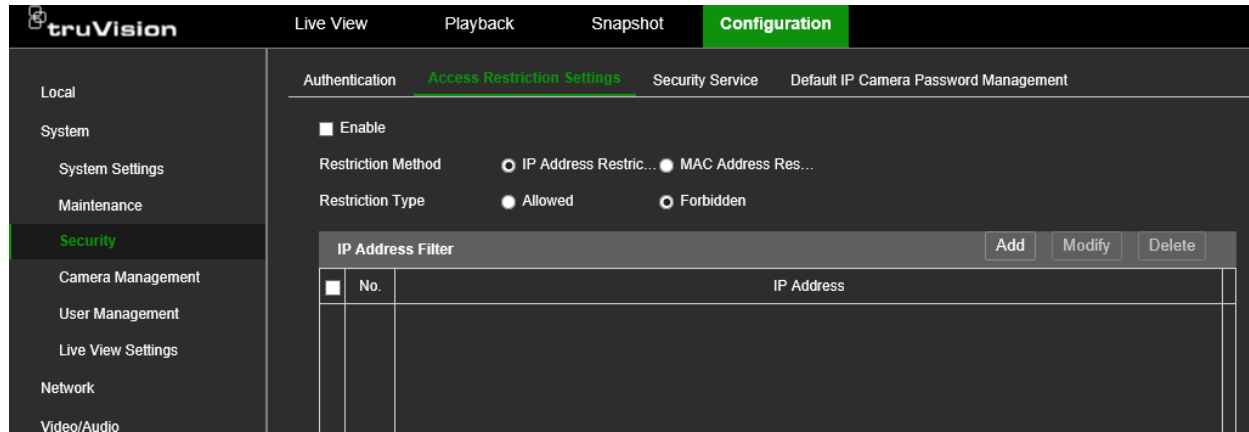 truVision Live View Playback Snapshot Configuration
Authentication Access Restriction Settings Security Service Default IP Camera Password Management
Local
System
System Settings
Maintenance
Security
Camera Management
User Management
Live View Settings
Network
Video/Audio
Enable
Restriction Method IP Address Restric... MAC Address Res...
Restriction Type Allowed Forbidden
IP Address Filter Add Modify Delete
No. IP Address